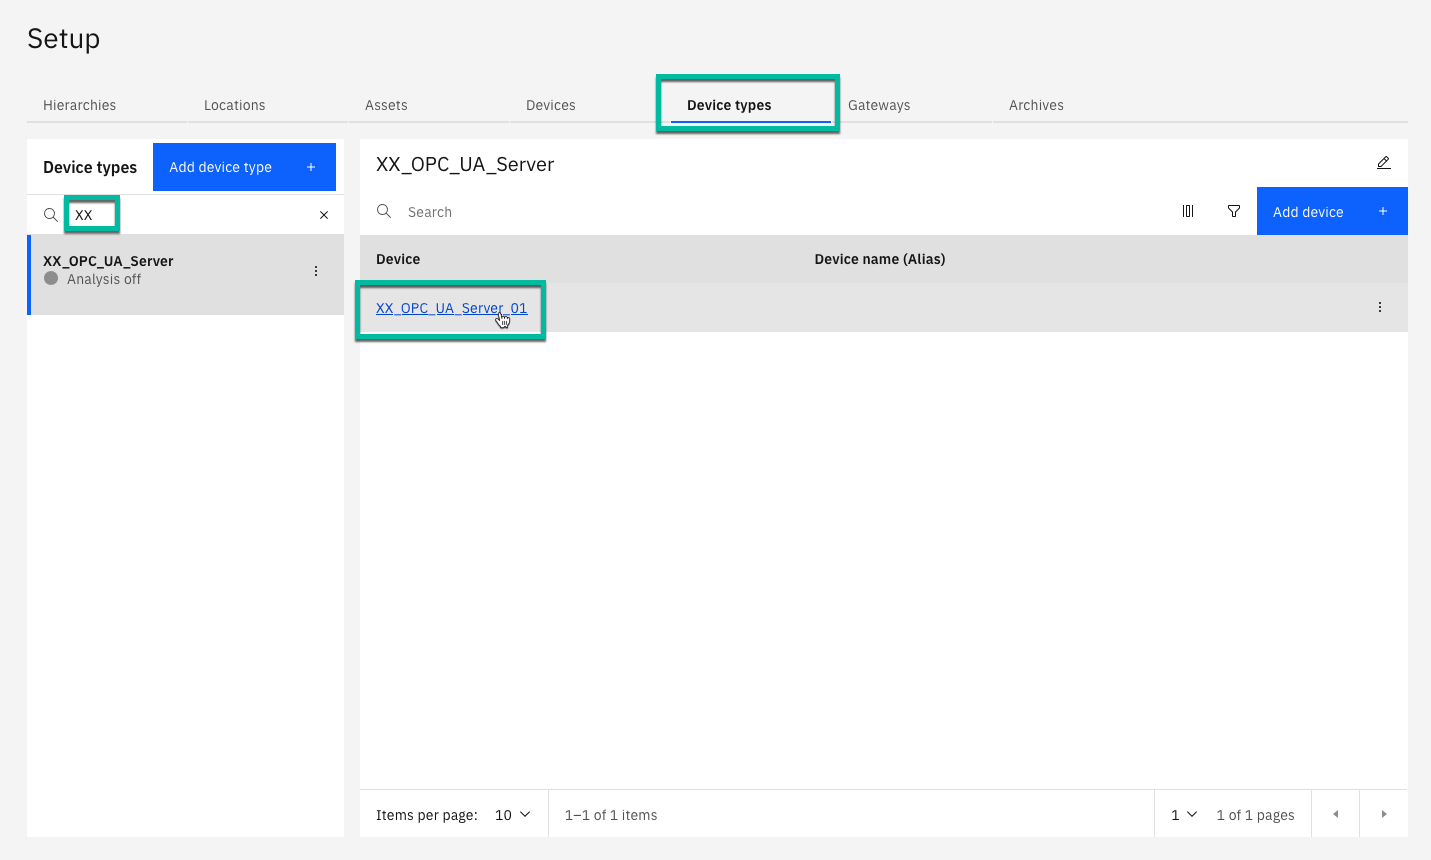 Setup
Hierarchies Locations Assets Devices Device types Gateways Archives
Device types Add device type +
XX
XX_OPC_UA_Server
Analysis off
XX_OPC_UA_Server
Search Add device +
Device Device name (Alias)
XX_OPC_UA_Server_01
Items per page: 10 1–1 of 1 items 1 1 of 1 pages